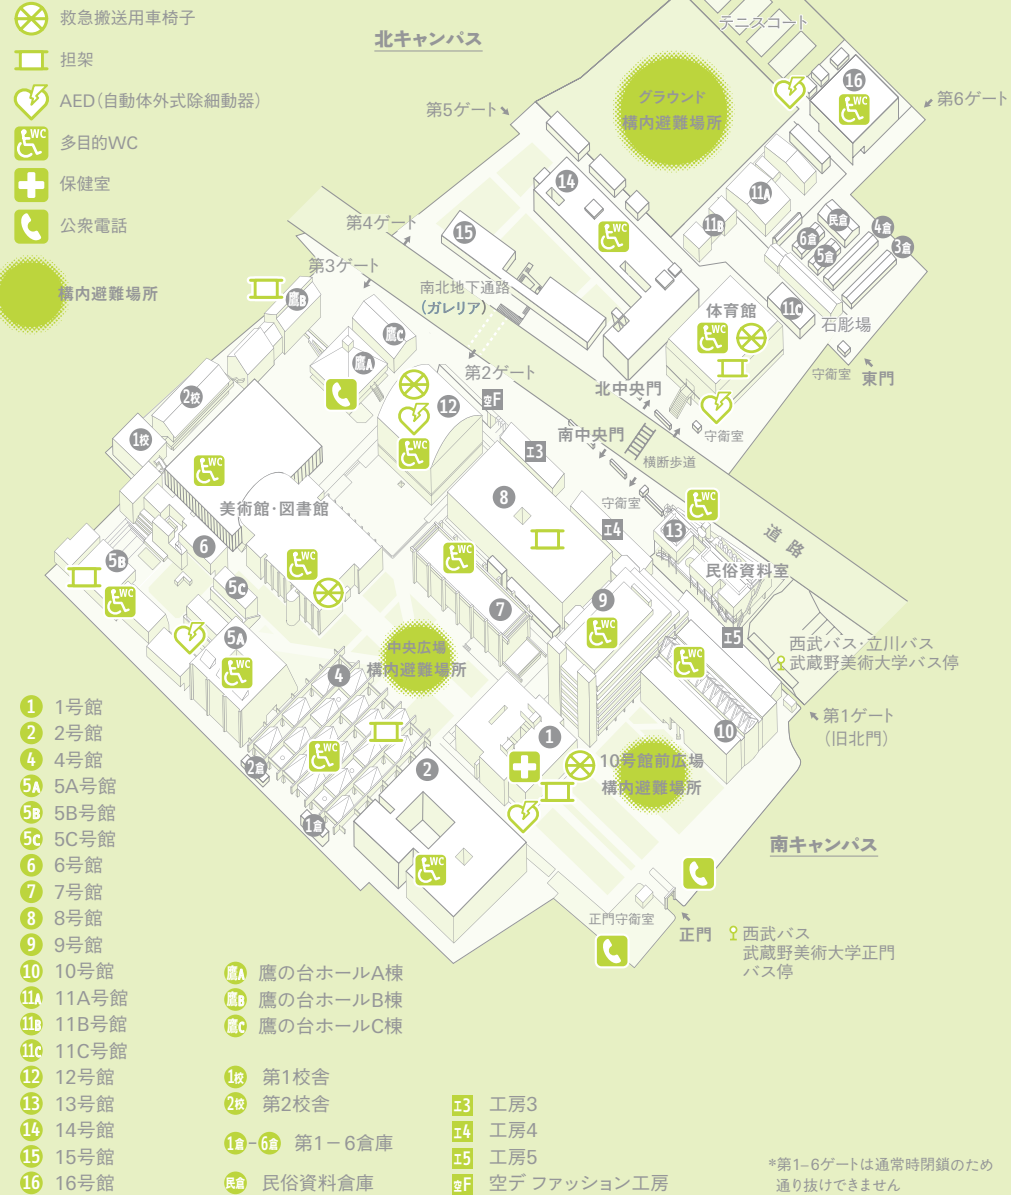 救急搬送用車椅子
担架
AED（自動体外式除細動器）
WC
多目的WC
保健室
公衆電話
構内避難場所
北キャンパス
テニスコート
グラウンド
構内避難場所
第5ゲート
第6ゲート
16
WC
14
WC
15
11A
11B
民倉
4倉
3倉
6倉
5倉
11C
石彫場
体育館
WC
守衛室
東門
第4ゲート
第3ゲート
南北地下通路
（ガレリア）
第2ゲート
北中央門
守衛室
横断歩道
南中央門
守衛室
道路
鷹B
鷹C
鷹A
12
WC
空F
工3
8
工4
13
WC
民俗資料室
2校
1校
WC
美術館・図書館
WC
6
5B
WC
5C
5A
WC
WC
7
9
WC
工5
WC
10
西武バス・立川バス
武蔵野美術大学バス停
第1ゲート
（旧北門）
中央広場
構内避難場所
4
WC
2倉
1倉
2
WC
1
10号館前広場
構内避難場所
南キャンパス
正門守衛室
正門
西武バス
武蔵野美術大学正門
バス停
1 1号館
2 2号館
4 4号館
5A 5A号館
5B 5B号館
5C 5C号館
6 6号館
7 7号館
8 8号館
9 9号館
10 10号館
11A 11A号館
11B 11B号館
11C 11C号館
12 12号館
13 13号館
14 14号館
15 15号館
16 16号館
鷹A 鷹の台ホールA棟
鷹B 鷹の台ホールB棟
鷹C 鷹の台ホールC棟
1校 第1校舎
2校 第2校舎
1倉-6倉 第1－6倉庫
民倉 民俗資料倉庫
工3 工房3
工4 工房4
工5 工房5
空F 空デ ファッション工房
*第1–6ゲートは通常時閉鎖のため
通り抜けできません